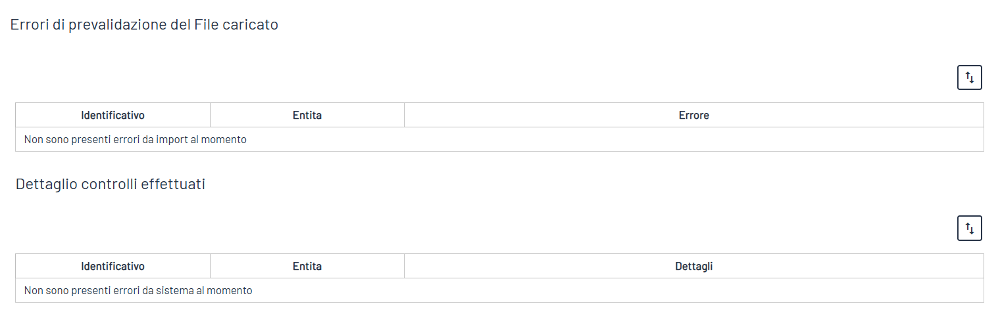 Errori di prevalidazione del File caricato
Identificativo Entita Errore
Non sono presenti errori da import al momento
Dettaglio controlli effettuati
Identificativo Entita Dettagli
Non sono presenti errori da sistema al momento